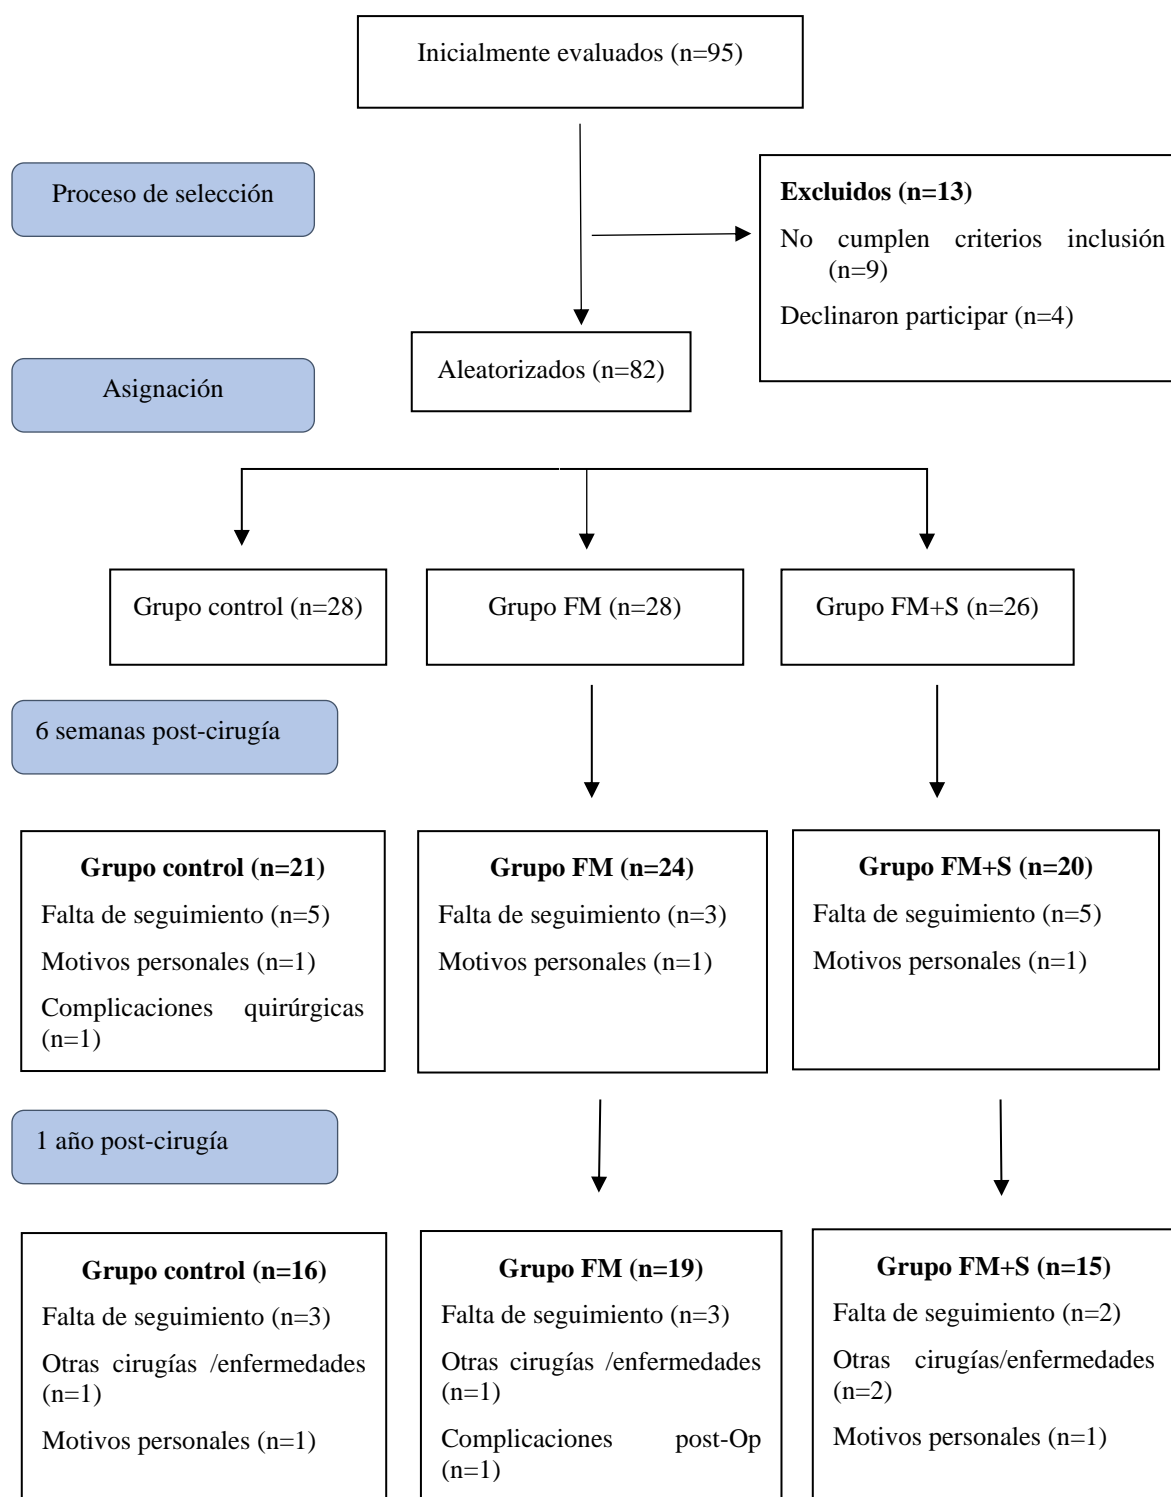 Inicialmente evaluados (n=95)
Proceso de selección
Excluidos (n=13)
No cumplen criterios inclusión
(n=9)
Declinaron participar (n=4)
Aleatorizados (n=82)
Asignación
Grupo control (n=28)
Grupo FM (n=28)
Grupo FM+S (n=26)
6 semanas post-cirugía
Grupo control (n=21)
Falta de seguimiento (n=5)
Motivos personales (n=1)
Complicaciones quirúrgicas
(n=1)
Grupo FM (n=24)
Falta de seguimiento (n=3)
Motivos personales (n=1)
Grupo FM+S (n=20)
Falta de seguimiento (n=5)
Motivos personales (n=1)
1 año post-cirugía
Grupo control (n=16)
Falta de seguimiento (n=3)
Otras cirugías /enfermedades
(n=1)
Motivos personales (n=1)
Grupo FM (n=19)
Falta de seguimiento (n=3)
Otras cirugías /enfermedades
(n=1)
Complicaciones post-Op
(n=1)
Grupo FM+S (n=15)
Falta de seguimiento (n=2)
Otras cirugías/enfermedades
(n=2)
Motivos personales (n=1)